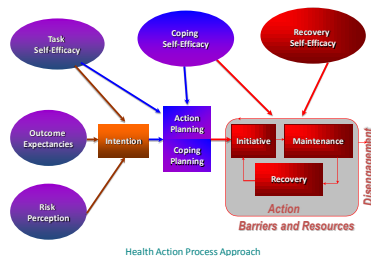 Task
Self-Efficacy
Coping
Self-Efficacy
Recovery
Self-Efficacy
Outcome
Expectancies
Intention
Action
Planning
Coping
Planning
Initiative
Maintenance
Recovery
Risk
Perception
Action
Barriers and Resources
Disengagement
Health Action Process Approach